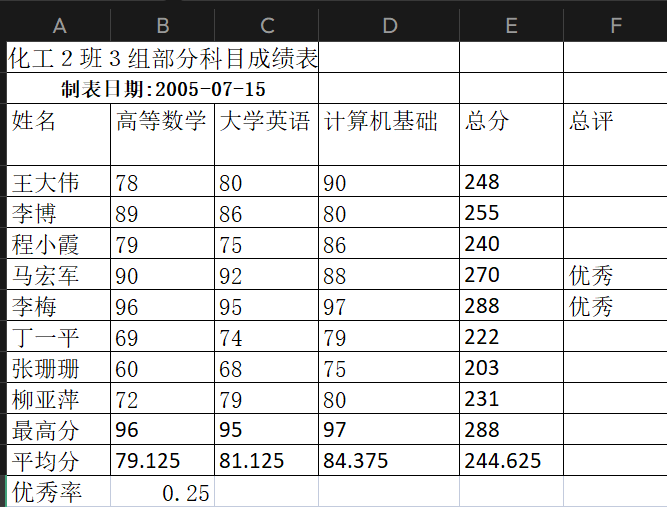 A B C D E F
化工2班3组部分科目成绩表
制表日期:2005-07-15
姓名 高等数学 大学英语 计算机基础 总分 总评
王大伟 78 80 90 248
李博 89 86 80 255
程小霞 79 75 86 240
马宏军 90 92 88 270 优秀
李梅 96 95 97 288 优秀
丁一平 69 74 79 222
张珊珊 60 68 75 203
柳亚萍 72 79 80 231
最高分 96 95 97 288
平均分 79.125 81.125 84.375 244.625
优秀率 0.25